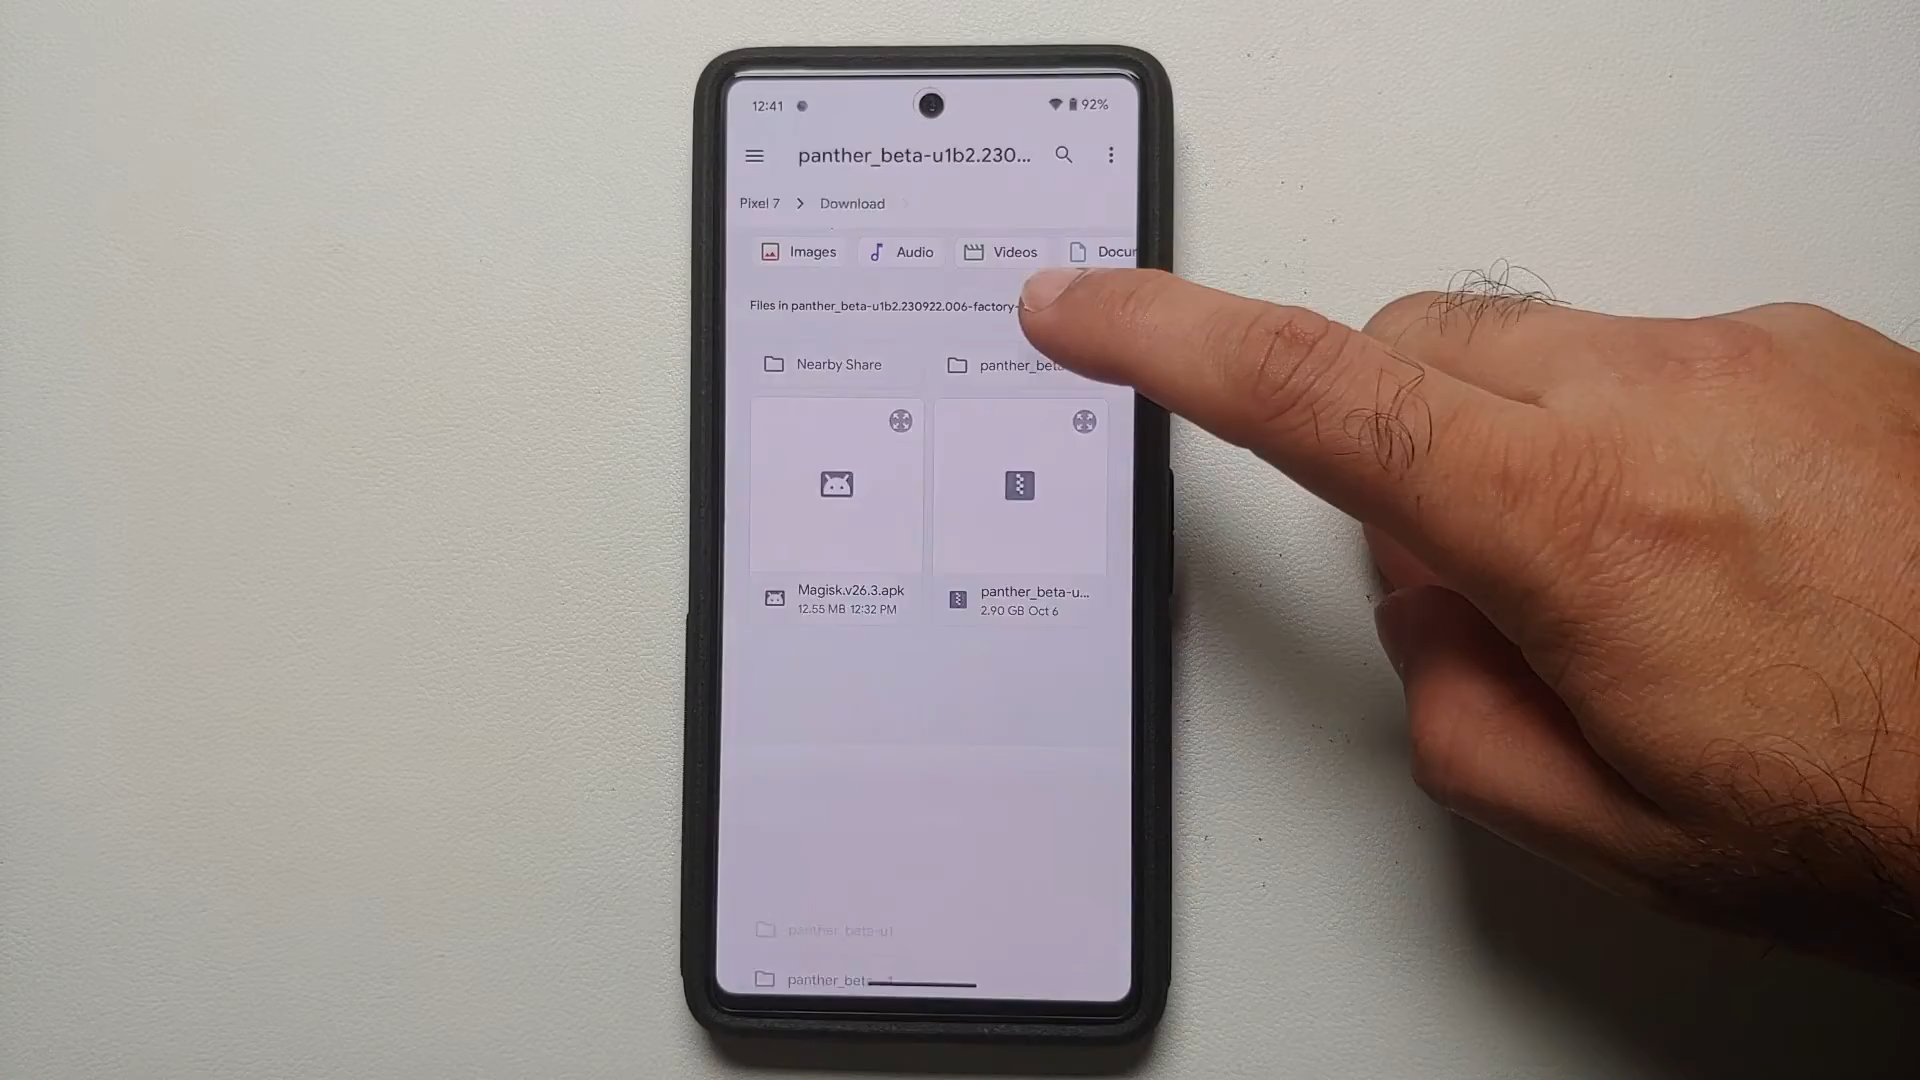 12:41 92%
panther_beta-u1b2.230...
Pixel 7 > Download
Images Audio Videos Docum
Files in panther_beta-u1b2.230922.006-factory-
Nearby Share panther_beta
Magisk.v26.3.apk
12.55 MB 12:32 PM
panther_beta-u...
2.90 GB Oct 6
panther_beta-u1
panther_bet